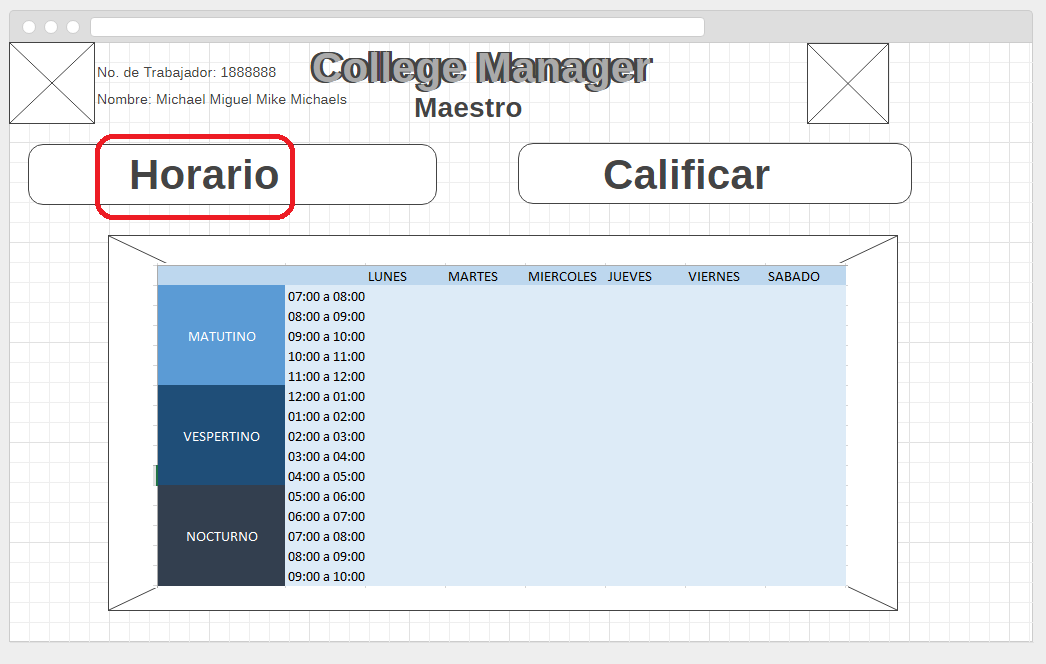 No. de Trabajador: 1888888
College Manager
Nombre: Michael Miguel Mike Michaels
Maestro
Horario
Calificar
LUNES MARTES MIERCOLES JUEVES VIERNES SABADO
MATUTINO
07:00 a 08:00
08:00 a 09:00
09:00 a 10:00
10:00 a 11:00
11:00 a 12:00
VESPERTINO
12:00 a 01:00
01:00 a 02:00
02:00 a 03:00
03:00 a 04:00
04:00 a 05:00
NOCTURNO
05:00 a 06:00
06:00 a 07:00
07:00 a 08:00
08:00 a 09:00
09:00 a 10:00